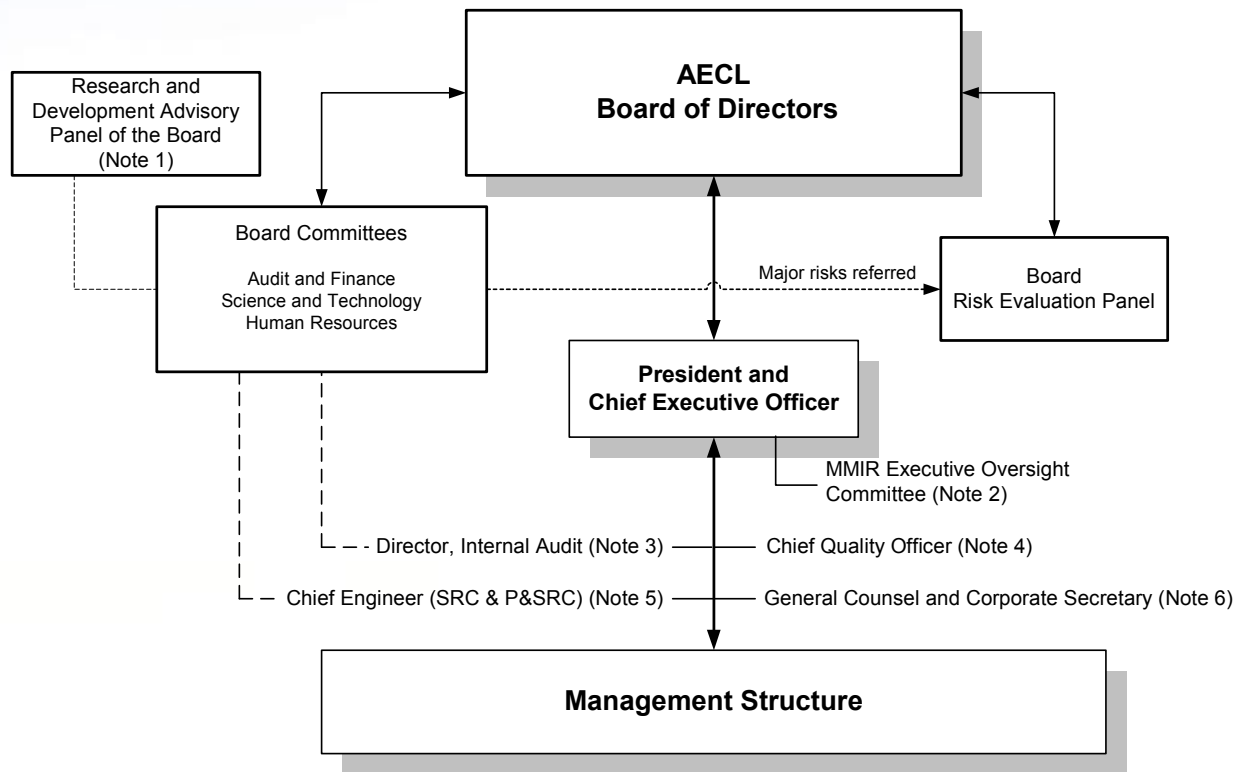 AECL
Board of Directors
Research and
Development Advisory
Panel of the Board
(Note 1)
Board Committees
Audit and Finance
Science and Technology
Human Resources
Major risks referred
Board
Risk Evaluation Panel
President and
Chief Executive Officer
MMIR Executive Oversight
Committee (Note 2)
Director, Internal Audit (Note 3)
Chief Quality Officer (Note 4)
Chief Engineer (SRC & P&SRC) (Note 5)
General Counsel and Corporate Secretary (Note 6)
Management Structure